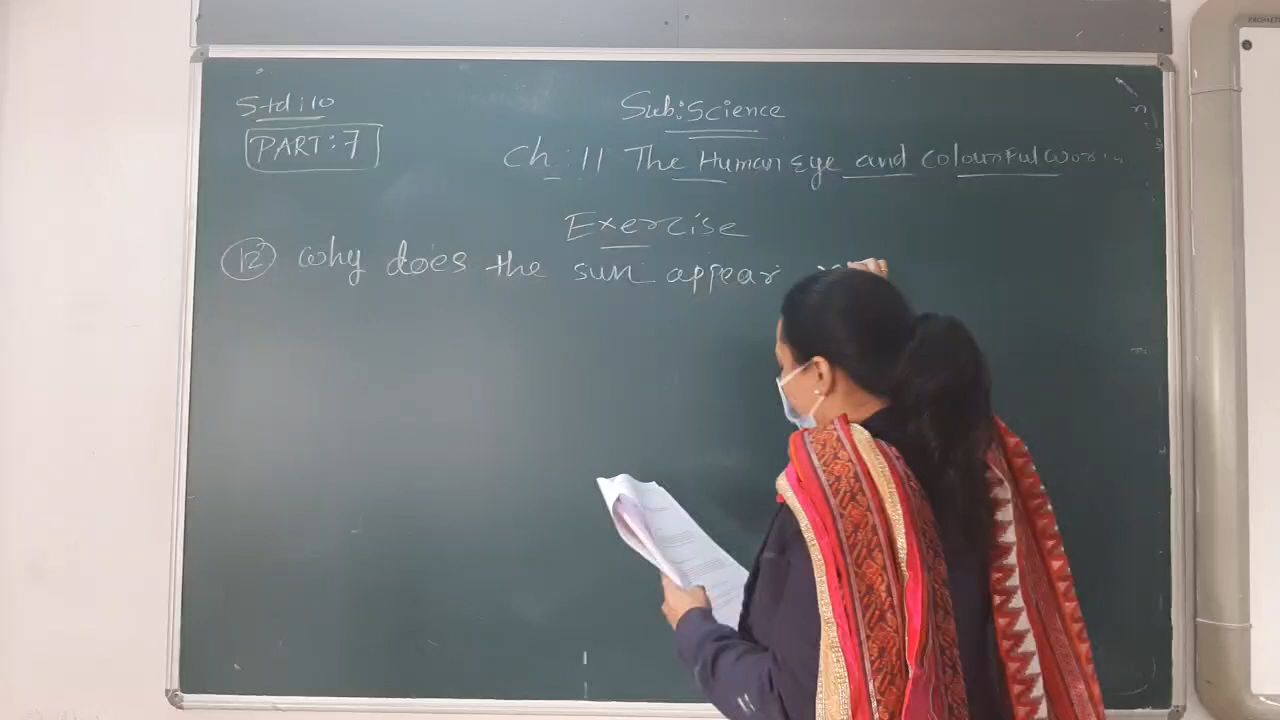 Std:10
Sub:Science
PART:7
Ch:11 The Human Eye and Colourful
Exercise
12 Why does the sun appear
PROMETH